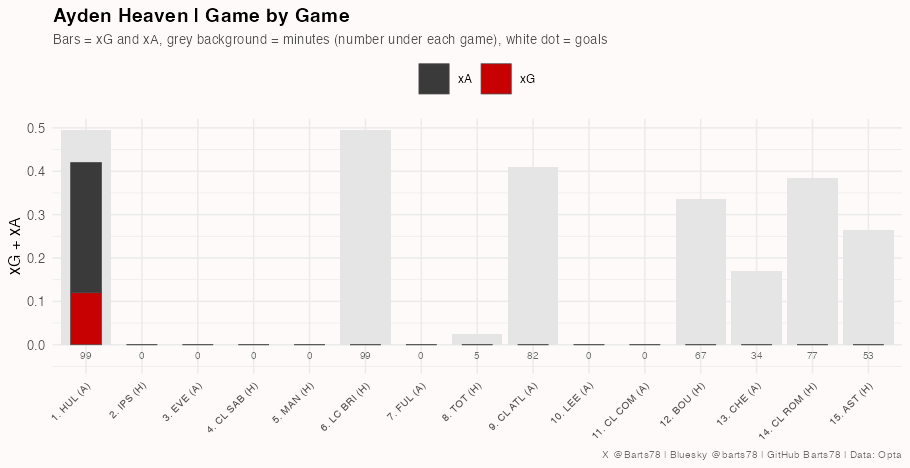 Ayden Heaven | Game by Game
Bars = xG and xA, grey background = minutes (number under each game), white dot = goals
xA xG
xG + xA
0.5
0.4
0.3
0.2
0.1
0.0
99 0 0 0 0 99 0 5 82 0 0 67 34 77 53
1. HUL (A)
2. IPS (H)
3. EVE (A)
4. CL SAB (H)
5. MAN (H)
6. LC BRI (H)
7. FUL (A)
8. TOT (H)
9. CL ATL (A)
10. LEE (A)
11. CL COM (A)
12. BOU (H)
13. CHE (A)
14. CL ROM (H)
15. AST (H)
X @Barts78 | Bluesky @barts78 | GitHub Barts78 | Data: Opta